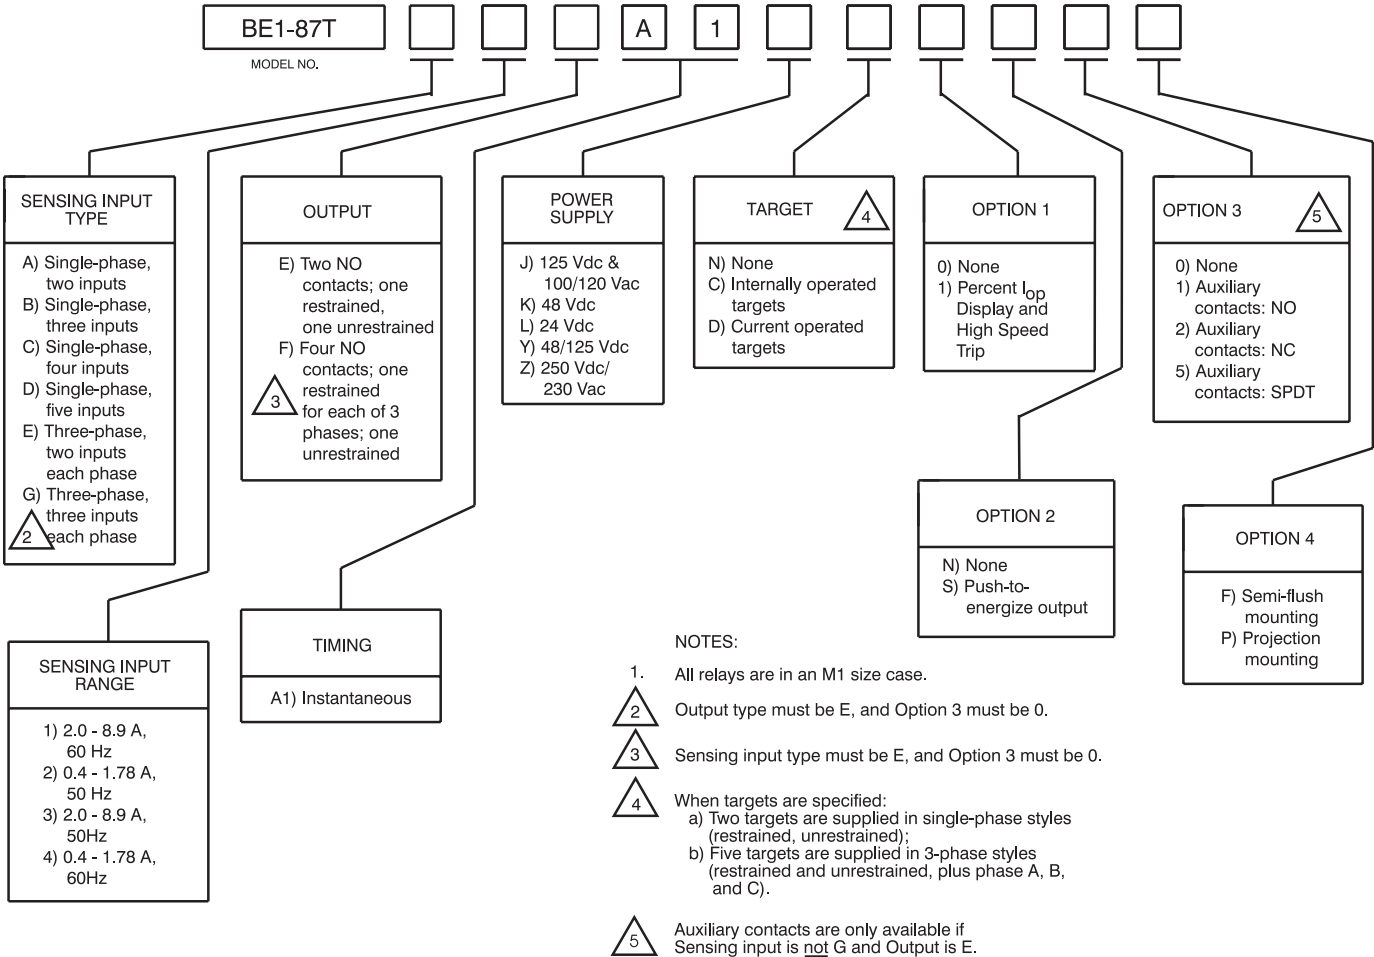 BE1-87T
A
1
MODEL NO.
SENSING INPUT
TYPE
A) Single-phase,
two inputs
B) Single-phase,
three inputs
C) Single-phase,
four inputs
D) Single-phase,
five inputs
E) Three-phase,
two inputs
each phase
G) Three-phase,
three inputs
each phase
2
OUTPUT
E) Two NO
contacts; one
restrained,
one unrestrained
F) Four NO
contacts; one
restrained
for each of 3
phases; one
unrestrained
3
POWER
SUPPLY
J) 125 Vdc &
100/120 Vac
K) 48 Vdc
L) 24 Vdc
Y) 48/125 Vdc
Z) 250 Vdc/
230 Vac
TARGET
4
N) None
C) Internally operated
targets
D) Current operated
targets
OPTION 1
0) None
1) Percent Iop
Display and
High Speed
Trip
OPTION 3
5
0) None
1) Auxiliary
contacts: NO
2) Auxiliary
contacts: NC
5) Auxiliary
contacts: SPDT
OPTION 2
N) None
S) Push-to-
energize output
OPTION 4
F) Semi-flush
mounting
P) Projection
mounting
SENSING INPUT
RANGE
1) 2.0 - 8.9 A,
60 Hz
2) 0.4 - 1.78 A,
50 Hz
3) 2.0 - 8.9 A,
50Hz
4) 0.4 - 1.78 A,
60Hz
TIMING
A1) Instantaneous
NOTES:
1. All relays are in an M1 size case.
2 Output type must be E, and Option 3 must be 0.
3 Sensing input type must be E, and Option 3 must be 0.
4 When targets are specified:
a) Two targets are supplied in single-phase styles
(restrained, unrestrained);
b) Five targets are supplied in 3-phase styles
(restrained and unrestrained, plus phase A, B,
and C).
5 Auxiliary contacts are only available if
Sensing input is not G and Output is E.